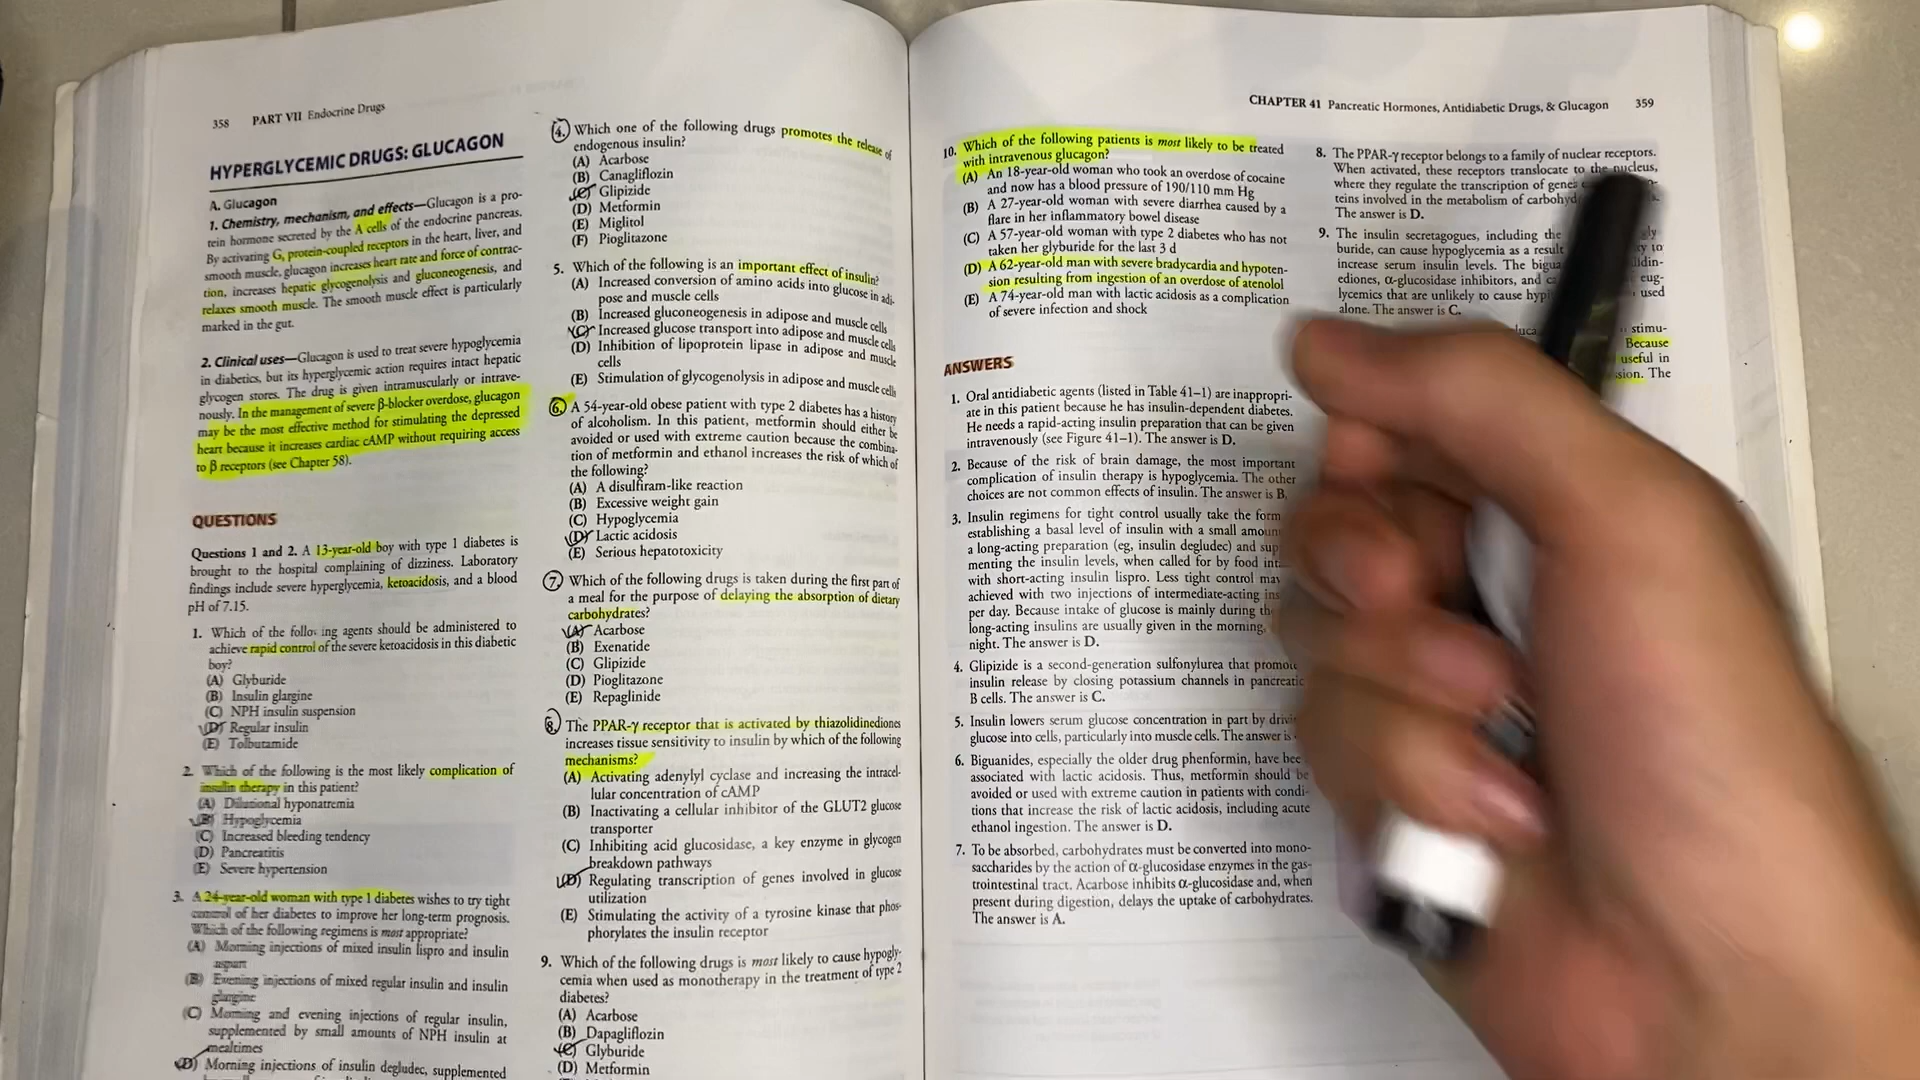 358 PART VII Endocrine Drugs
HYPERGLYCEMIC DRUGS: GLUCAGON
A. Glucagon
1. Chemistry, mechanism, and effects—Glucagon is a pro-
tein hormone secreted by the A cells of the endocrine pancreas.
By activating G, protein-coupled receptors in the heart, liver, and
smooth muscle, glucagon increases heart rate and force of contrac-
tion, increases hepatic glycogenolysis and gluconeogenesis, and
relaxes smooth muscle. The smooth muscle effect is particularly
marked in the gut.
2. Clinical uses—Glucagon is used to treat severe hypoglycemia
in diabetics, but its hyperglycemic action requires intact hepatic
glycogen stores. The drug is given intramuscularly or intrave-
nously. In the management of severe β-blocker overdose, glucagon
may be the most effective method for stimulating the depressed
heart because it increases cardiac cAMP without requiring access
to β receptors (see Chapter 58).
QUESTIONS
Questions 1 and 2. A 13-year-old boy with type 1 diabetes is
brought to the hospital complaining of dizziness. Laboratory
findings include severe hyperglycemia, ketoacidosis, and a blood
pH of 7.15.
1. Which of the following agents should be administered to
achieve rapid control of the severe ketoacidosis in this diabetic
boy?
(A) Glyburide
(B) Insulin glargine
(C) NPH insulin suspension
(D) Regular insulin
(E) Tolbutamide
2. Which of the following is the most likely complication of
insulin therapy in this patient?
(A) Dilutional hyponatremia
(B) Hypoglycemia
(C) Increased bleeding tendency
(D) Pancreatitis
(E) Severe hypertension
3. A 24-year-old woman with type 1 diabetes wishes to try tight
control of her diabetes to improve her long-term prognosis.
Which of the following regimens is most appropriate?
(A) Morning injections of mixed insulin lispro and insulin
aspart
(B) Evening injections of mixed regular insulin and insulin
glargine
(C) Morning and evening injections of regular insulin,
supplemented by small amounts of NPH insulin at
mealtimes
(D) Morning injections of insulin degludec, supplemented
4. Which one of the following drugs promotes the release of
endogenous insulin?
(A) Acarbose
(B) Canagliflozin
(C) Glipizide
(D) Metformin
(E) Miglitol
(F) Pioglitazone
5. Which of the following is an important effect of insulin?
(A) Increased conversion of amino acids into glucose in adi-
pose and muscle cells
(B) Increased gluconeogenesis in adipose and muscle cells
(C) Increased glucose transport into adipose and muscle cells
(D) Inhibition of lipoprotein lipase in adipose and muscle
cells
(E) Stimulation of glycogenolysis in adipose and muscle cells
6. A 54-year-old obese patient with type 2 diabetes has a history
of alcoholism. In this patient, metformin should either be
avoided or used with extreme caution because the combina-
tion of metformin and ethanol increases the risk of which of
the following?
(A) A disulfiram-like reaction
(B) Excessive weight gain
(C) Hypoglycemia
(D) Lactic acidosis
(E) Serious hepatotoxicity
7. Which of the following drugs is taken during the first part of
a meal for the purpose of delaying the absorption of dietary
carbohydrates?
(A) Acarbose
(B) Exenatide
(C) Glipizide
(D) Pioglitazone
(E) Repaglinide
8. The PPAR-γ receptor that is activated by thiazolidinediones
increases tissue sensitivity to insulin by which of the following
mechanisms?
(A) Activating adenylyl cyclase and increasing the intracel-
lular concentration of cAMP
(B) Inactivating a cellular inhibitor of the GLUT2 glucose
transporter
(C) Inhibiting acid glucosidase, a key enzyme in glycogen
breakdown pathways
(D) Regulating transcription of genes involved in glucose
utilization
(E) Stimulating the activity of a tyrosine kinase that phos-
phorylates the insulin receptor
9. Which of the following drugs is most likely to cause hypogly-
cemia when used as monotherapy in the treatment of type 2
diabetes?
(A) Acarbose
(B) Dapagliflozin
(C) Glyburide
(D) Metformin
CHAPTER 41 Pancreatic Hormones, Antidiabetic Drugs, & Glucagon 359
10. Which of the following patients is most likely to be treated
with intravenous glucagon?
(A) An 18-year-old woman who took an overdose of cocaine
and now has a blood pressure of 190/110 mm Hg
(B) A 27-year-old woman with severe diarrhea caused by a
flare in her inflammatory bowel disease
(C) A 57-year-old woman with type 2 diabetes who has not
taken her glyburide for the last 3 d
(D) A 62-year-old man with severe bradycardia and hypoten-
sion resulting from ingestion of an overdose of atenolol
(E) A 74-year-old man with lactic acidosis as a complication
of severe infection and shock
ANSWERS
1. Oral antidiabetic agents (listed in Table 41–1) are inappropri-
ate in this patient because he has insulin-dependent diabetes.
He needs a rapid-acting insulin preparation that can be given
intravenously (see Figure 41–1). The answer is D.
2. Because of the risk of brain damage, the most important
complication of insulin therapy is hypoglycemia. The other
choices are not common effects of insulin. The answer is B.
3. Insulin regimens for tight control usually take the form
establishing a basal level of insulin with a small
a long-acting preparation (eg, insulin degludec) and
menting the insulin levels, when called for by food
with short-acting insulin lispro. Less tight control may
achieved with two injections of intermediate-acting
per day. Because intake of glucose is mainly during
long-acting insulins are usually given in the morning,
night. The answer is D.
4. Glipizide is a second-generation sulfonylurea that
insulin release by closing potassium channels in pancreatic
B cells. The answer is C.
5. Insulin lowers serum glucose concentration in part by
glucose into cells, particularly into muscle cells. The answer is
6. Biguanides, especially the older drug phenformin, have
associated with lactic acidosis. Thus, metformin should be
avoided or used with extreme caution in patients with condi-
tions that increase the risk of lactic acidosis, including acute
ethanol ingestion. The answer is D.
7. To be absorbed, carbohydrates must be converted into mono-
saccharides by the action of α-glucosidase enzymes in the gas-
trointestinal tract. Acarbose inhibits α-glucosidase and, when
present during digestion, delays the uptake of carbohydrates.
The answer is A.
8. The PPAR-γ receptor belongs to a family of nuclear receptors.
When activated, these receptors translocate to the nucleus,
where they regulate the transcription of genes
teins involved in the metabolism of
The answer is D.
9. The insulin secretagogues, including the
buride, can cause hypoglycemia as a result
increase serum insulin levels. The
ediones, α-glucosidase inhibitors, and eug-
lycemics that are unlikely to cause used
alone. The answer is C.
stimu-
Because
useful in
The